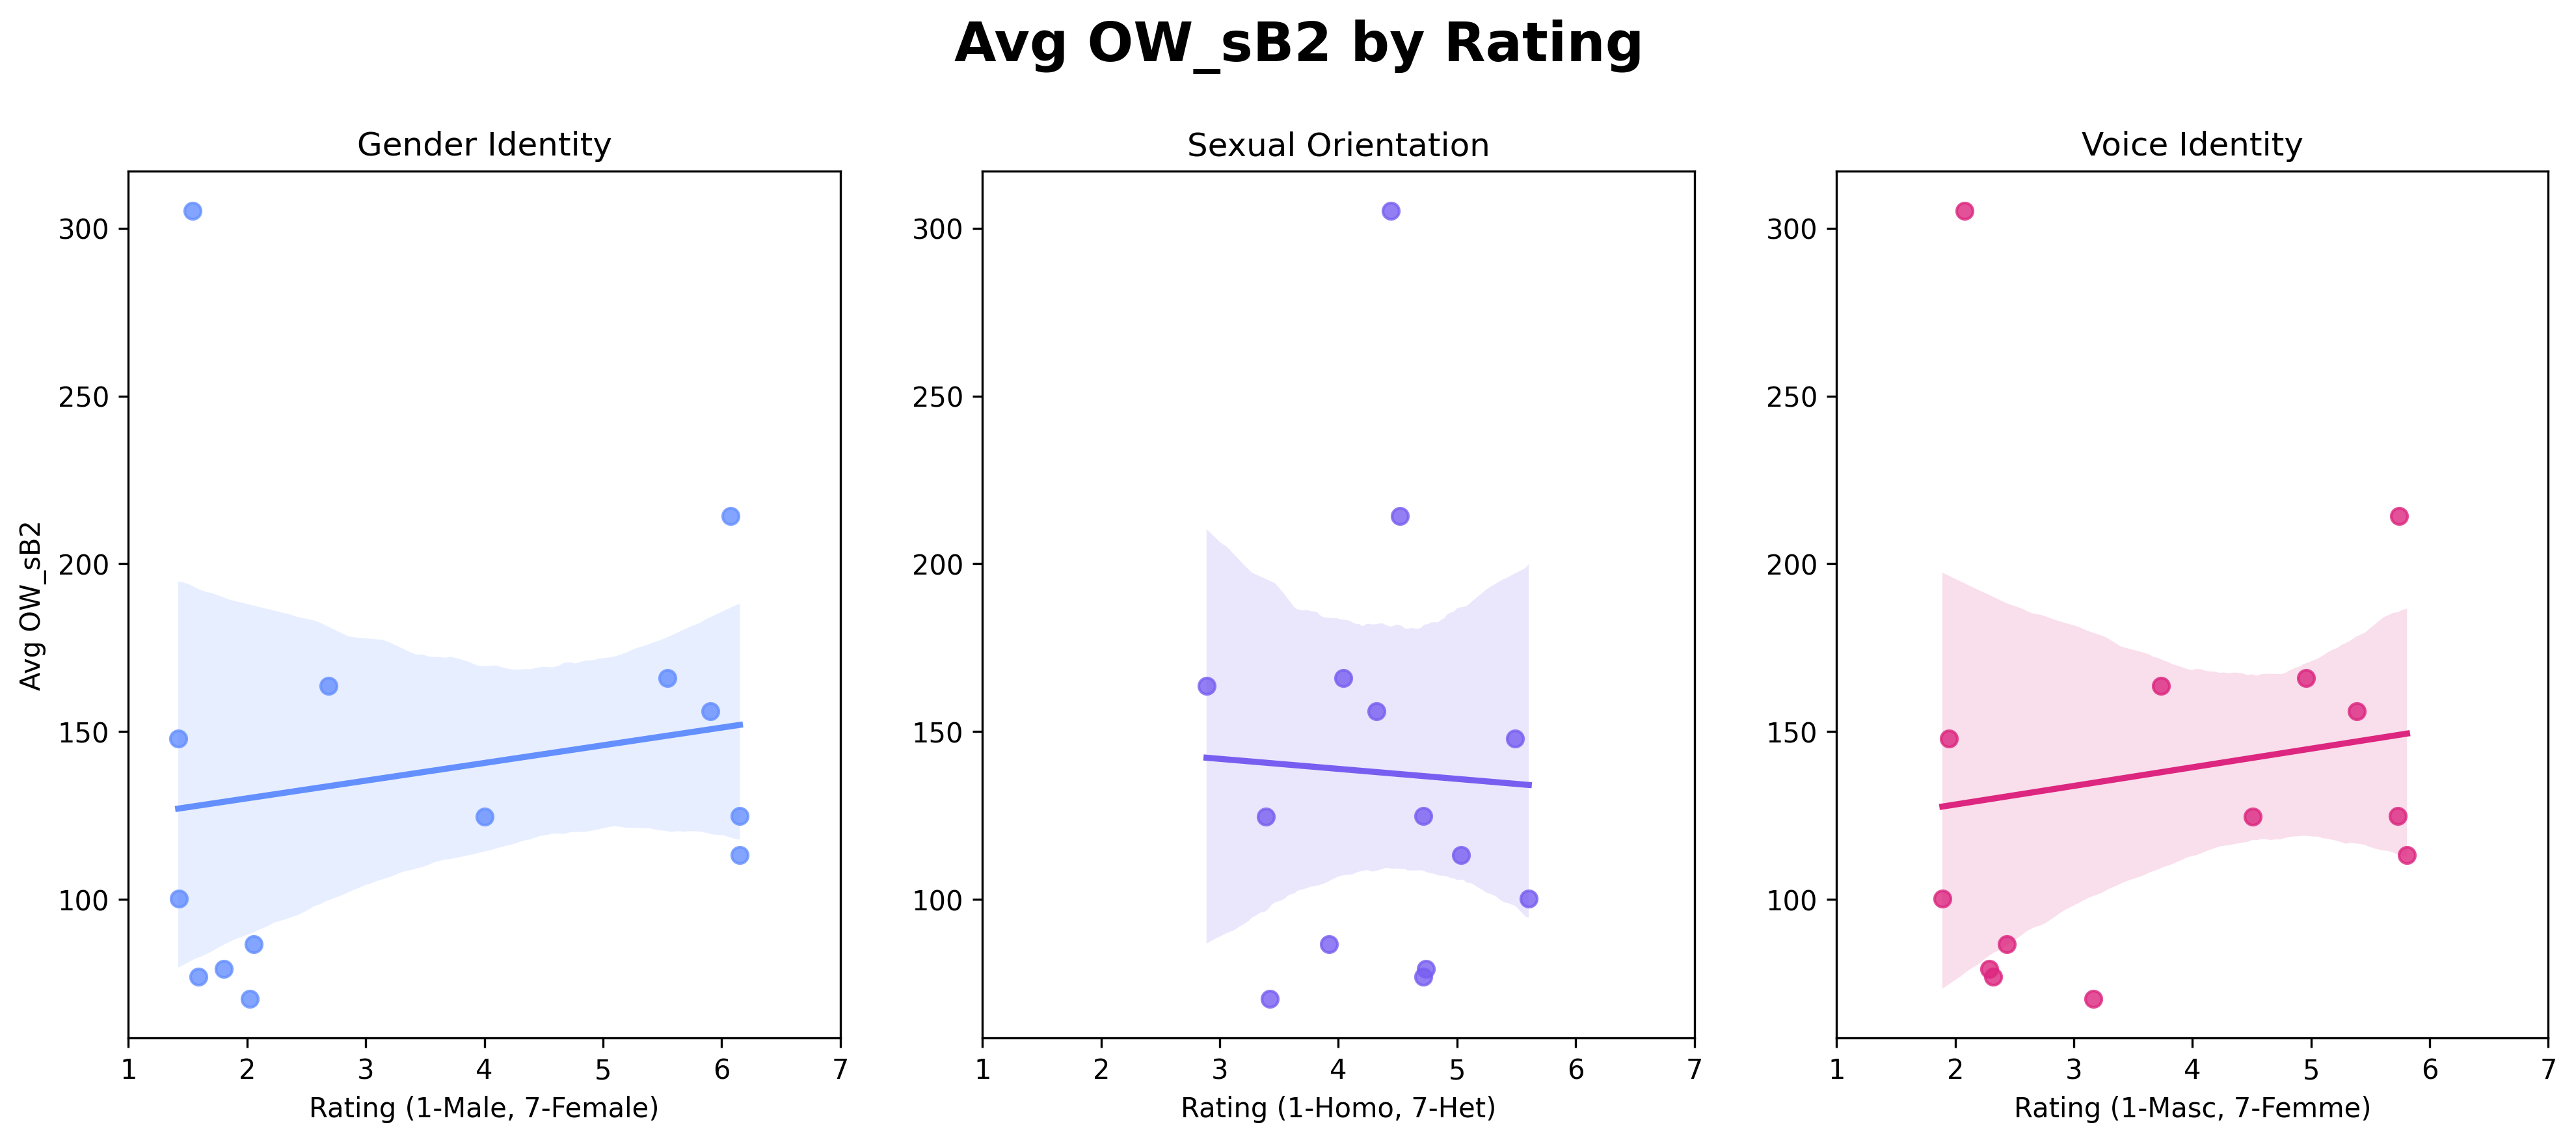 Avg OW_sB2 by Rating
Gender Identity
Sexual Orientation
Voice Identity
Avg OW_sB2
300
250
200
150
100
1 2 3 4 5 6 7
Rating (1-Male, 7-Female)
300
250
200
150
100
1 2 3 4 5 6 7
Rating (1-Homo, 7-Het)
300
250
200
150
100
1 2 3 4 5 6 7
Rating (1-Masc, 7-Femme)